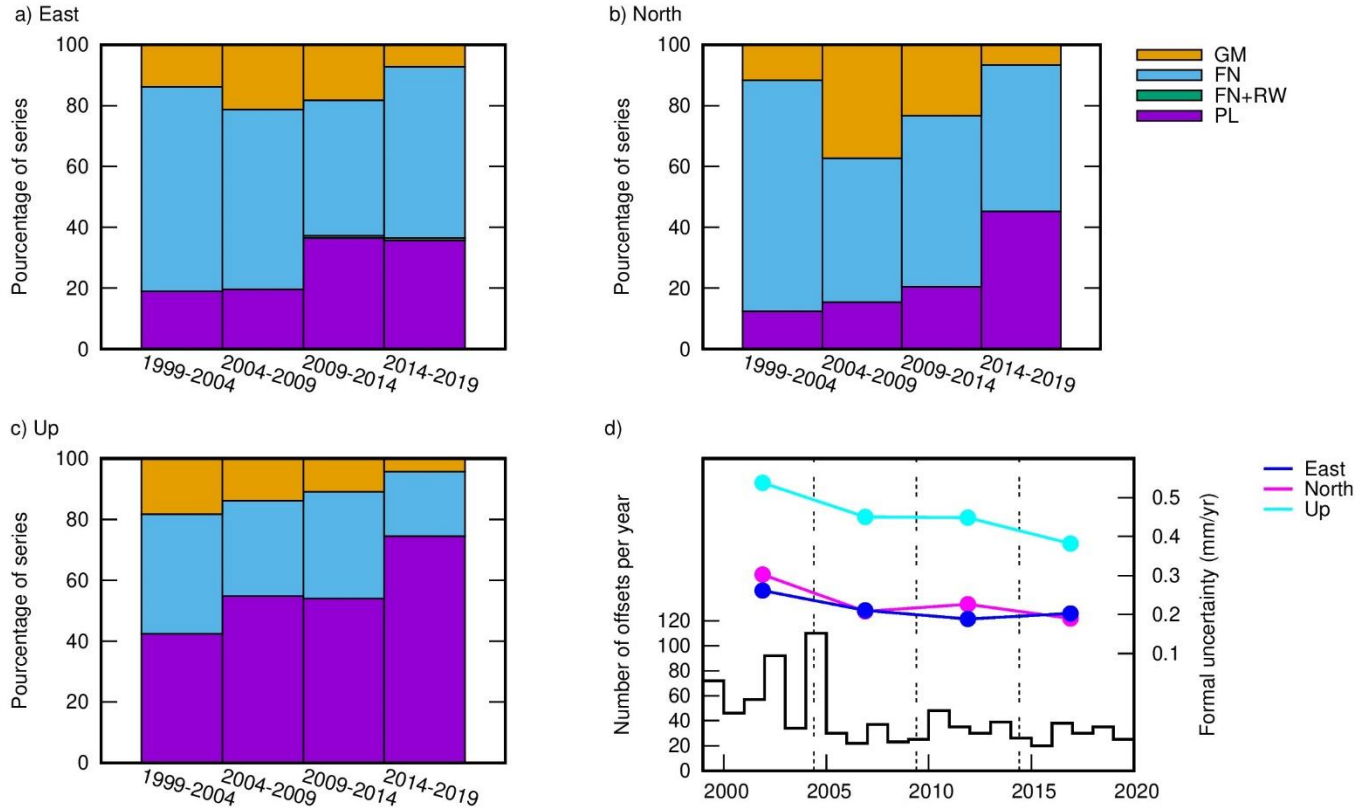 a) East
100
80
60
40
20
0
Pourcentage of series
1999-2004
2004-2009
2009-2014
2014-2019
b) North
100
80
60
40
20
0
Pourcentage of series
1999-2004
2004-2009
2009-2014
2014-2019
GM
FN
FN+RW
PL
c) Up
100
80
60
40
20
0
Pourcentage of series
1999-2004
2004-2009
2009-2014
2014-2019
d)
120
100
80
60
40
20
0
Number of offsets per year
2000
2005
2010
2015
2020
0.5
0.4
0.3
0.2
0.1
Formal uncertainty (mm/yr)
East
North
Up